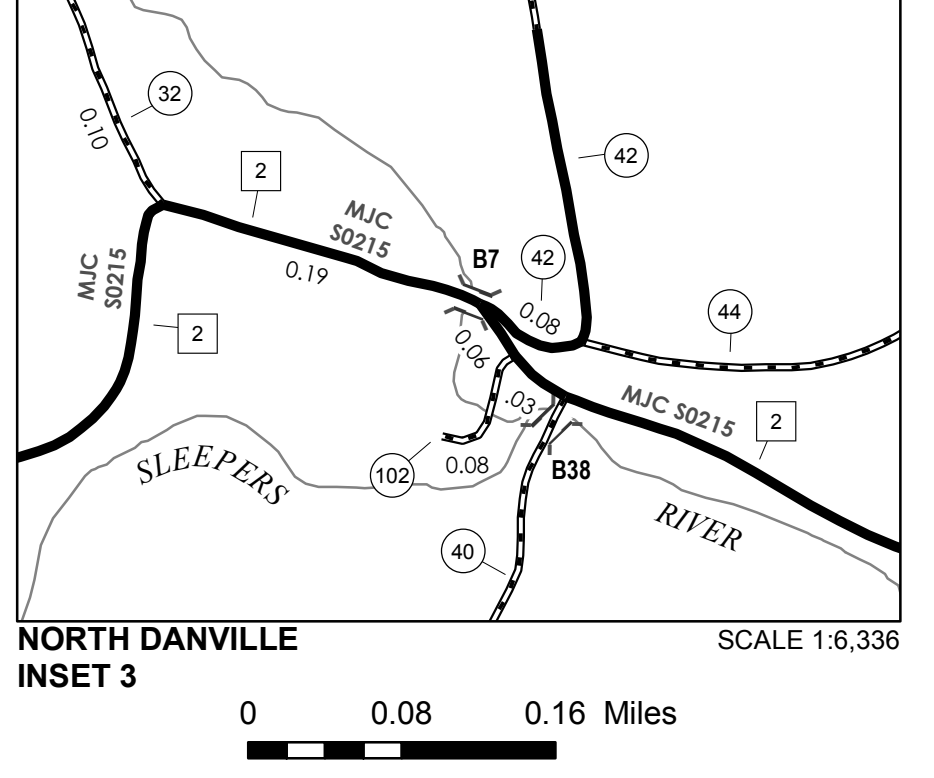 32
0.10
2
42
MJC
S0215
B7
42
MJC
S0215
0.19
0.08
44
2
0.06
.03
MJC S0215
2
SLEEPERS
102
0.08
B38
RIVER
40
NORTH DANVILLE
INSET 3
SCALE 1:6,336
0 0.08 0.16 Miles